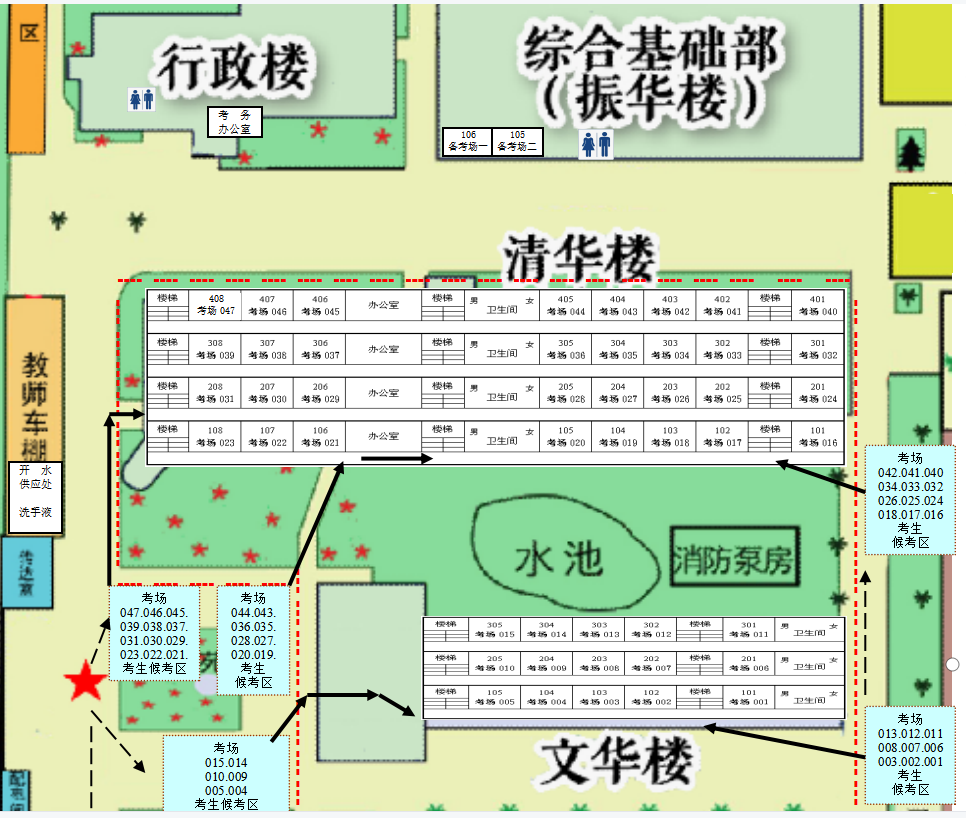 区
行政楼
考 务
办公室
综合基础部
（振华楼）
106
备考场一
105
备考场二
清华楼
楼梯
408
考场 047
407
考场 046
406
考场 045
办公室
楼梯
男 女
卫生间
405
考场 044
404
考场 043
403
考场 042
402
考场 041
楼梯
401
考场 040
楼梯
308
考场 039
307
考场 038
306
考场 037
办公室
楼梯
男 女
卫生间
305
考场 036
304
考场 035
303
考场 034
302
考场 033
楼梯
301
考场 032
楼梯
208
考场 031
207
考场 030
206
考场 029
办公室
楼梯
男 女
卫生间
205
考场 028
204
考场 027
203
考场 026
202
考场 025
楼梯
201
考场 024
楼梯
108
考场 023
107
考场 022
106
考场 021
办公室
楼梯
男 女
卫生间
105
考场 020
104
考场 019
103
考场 018
102
考场 017
楼梯
101
考场 016
教师车棚
开 水
供应处
洗手液
传达室
考场
042.041.040
034.033.032
026.025.024
018.017.016
考生
候考区
水池
消防泵房
考场
047.046.045.
039.038.037.
031.030.029.
023.022.021.
考生候考区
考场
044.043.
036.035.
028.027.
020.019.
考生
候考区
苑
楼梯
305
考场 015
304
考场 014
303
考场 013
302
考场 012
楼梯
301
考场 011
男 女
卫生间
楼梯
205
考场 010
204
考场 009
203
考场 008
202
考场 007
楼梯
201
考场 006
男 女
卫生间
楼梯
105
考场 005
104
考场 004
103
考场 003
102
考场 002
楼梯
101
考场 001
男 女
卫生间
考场
015.014
010.009
005.004
考生候考区
文华楼
考场
013.012.011
008.007.006
003.002.001
考生
候考区
配电间